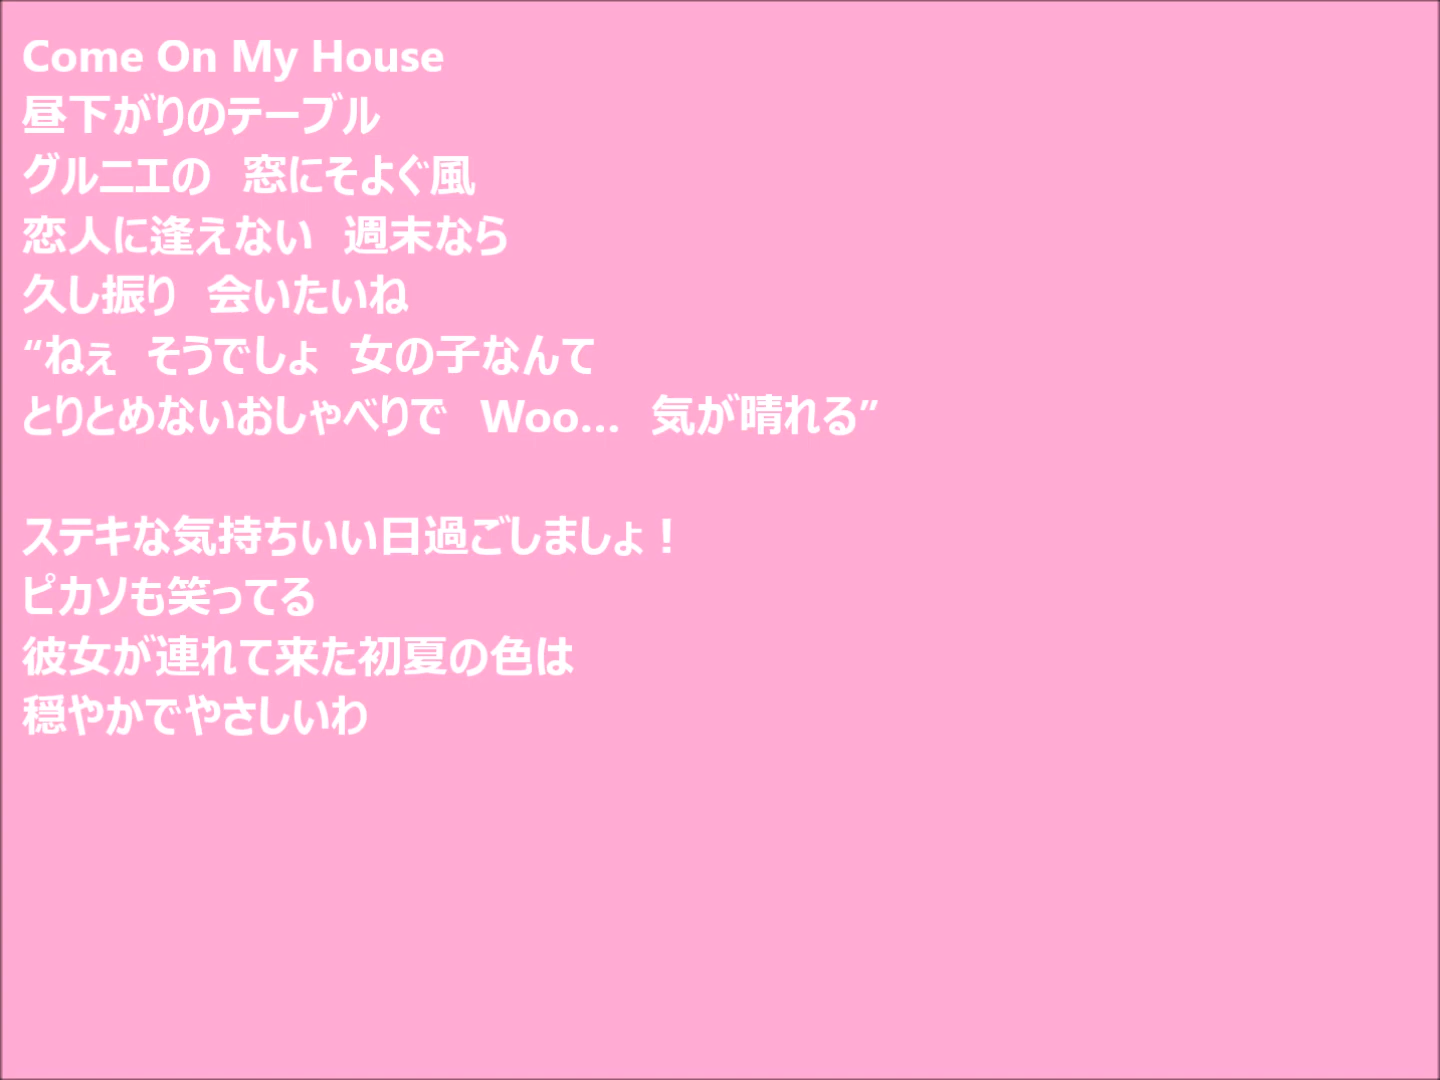 Come On My House
昼下がりのテーブル
グルニエの　窓にそよぐ風
恋人に逢えない　週末なら
久し振り　会いたいね
“ねぇ　そうでしょ　女の子なんて
とりとめないおしゃべりで　Woo…　気が晴れる”
ステキな気持ちいい日過ごしましょ！
ピカソも笑ってる
彼女が連れて来た初夏の色は
穏やかでやさしいわ